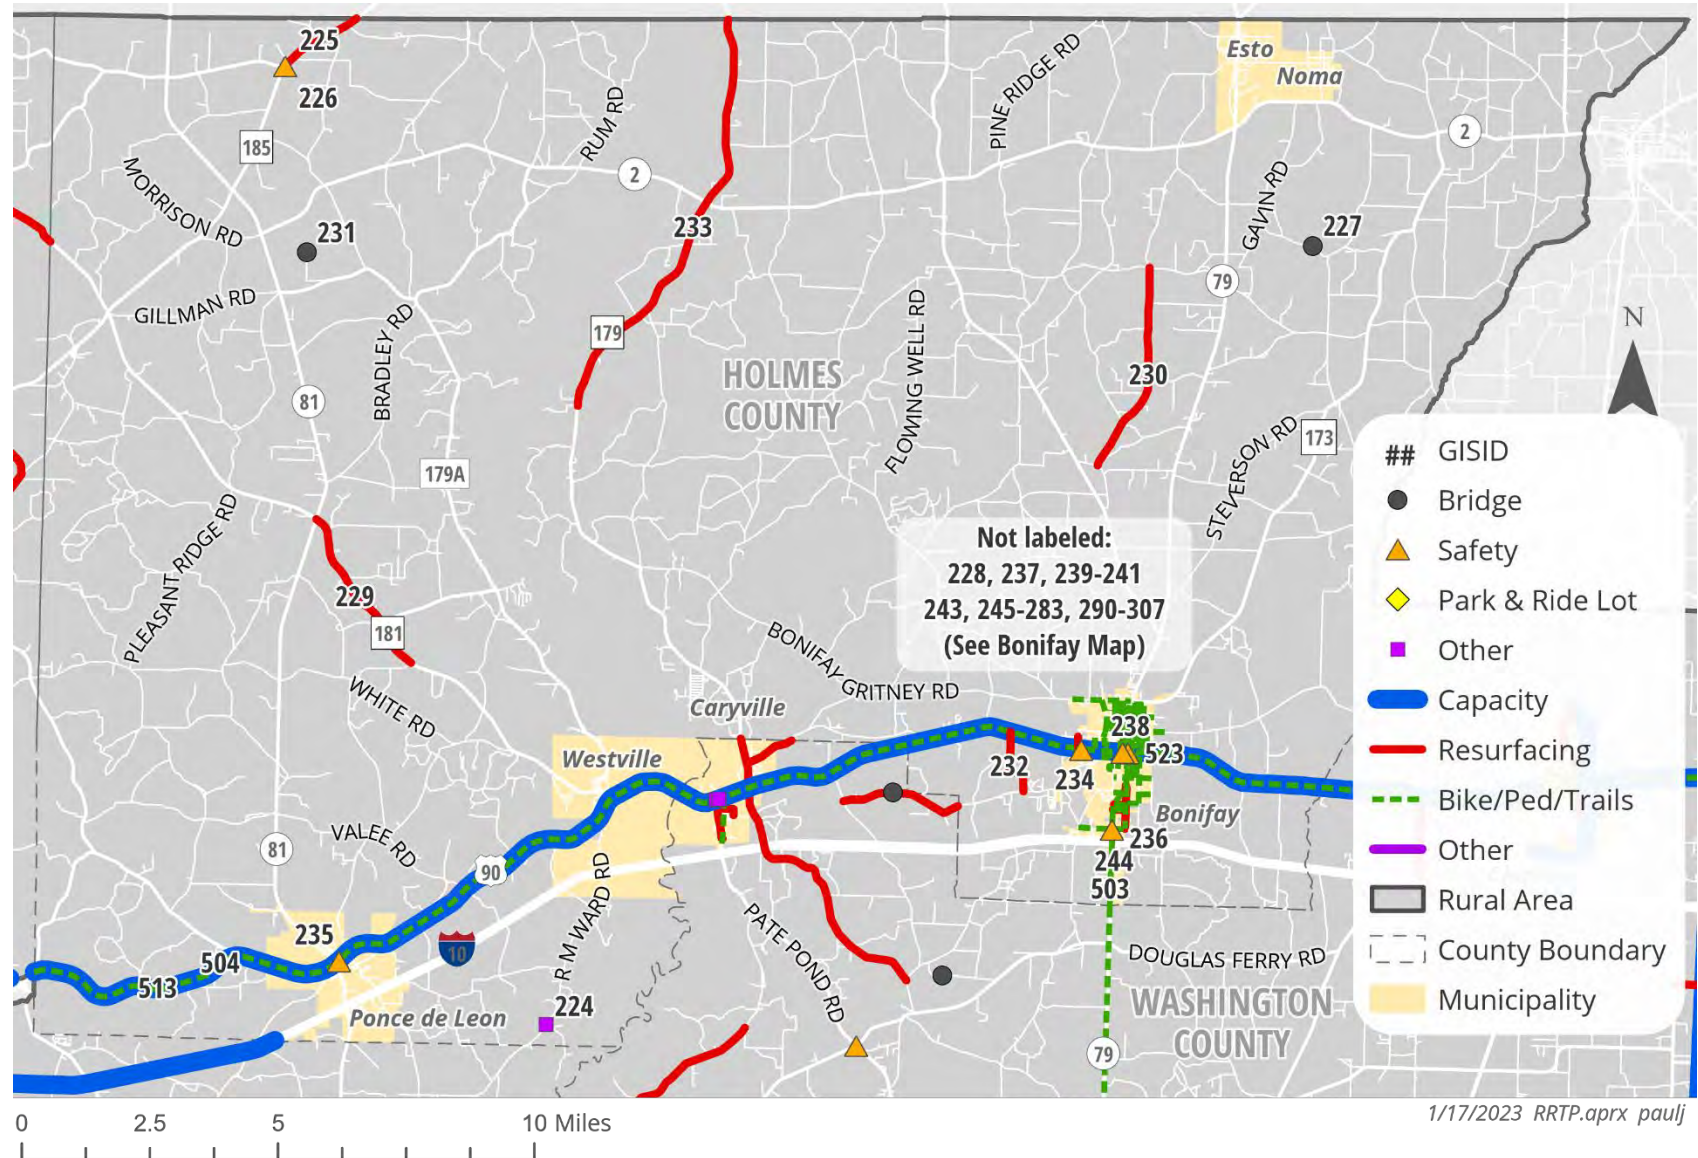 225
226
185
MORRISON RD
231
GILLMAN RD
BRADLEY RD
81
179A
RUM RD
2
233
179
HOLMES
COUNTY
PINE RIDGE RD
Esto
Noma
2
GAVIN RD
227
79
FLOWING WELL RD
230
STEVERSON RD
173
N
PLEASANT RIDGE RD
229
181
WHITE RD
Not labeled:
228, 237, 239-241
243, 245-283, 290-307
(See Bonifay Map)
BONIFAY GRITNEY RD
Caryville
Westville
232
234
238
523
Bonifay
236
244
503
VALEE RD
81
90
235
504
513
10
Ponce de Leon
R M WARD RD
224
PATE POND RD
DOUGLAS FERRY RD
WASHINGTON
COUNTY
79
## GISID
Bridge
Safety
Park & Ride Lot
Other
Capacity
Resurfacing
Bike/Ped/Trails
Other
Rural Area
County Boundary
Municipality
0 2.5 5 10 Miles
1/17/2023 RRTP.aprx paulj